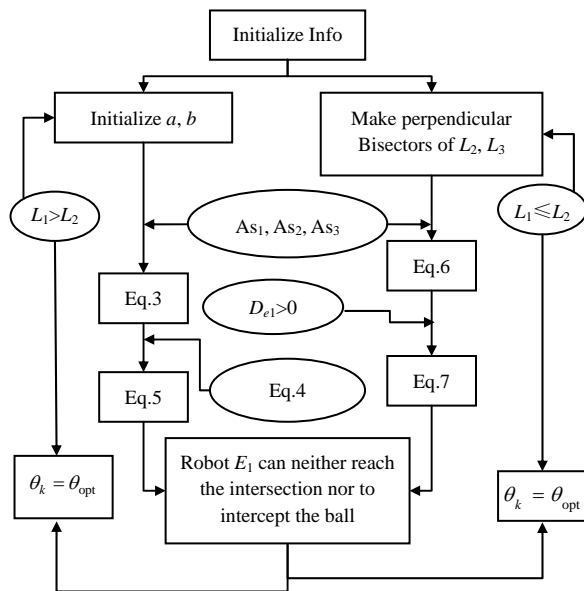 Initialize Info
Initialize a, b
Make perpendicular
Bisectors of L2, L3
L1>L2
As1, As2, As3
L1≤L2
Eq.6
Eq.3
De1>0
Eq.5
Eq.4
Eq.7
Robot E1 can neither reach
the intersection nor to
intercept the ball
θk = θopt
θk = θopt